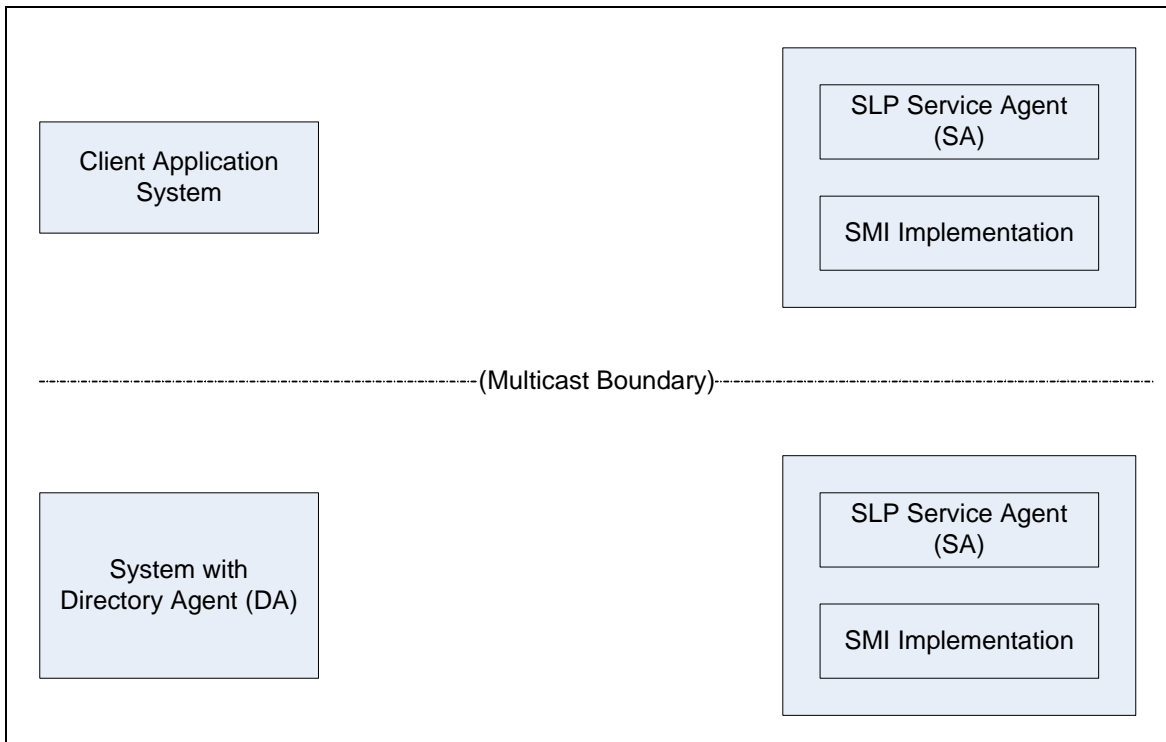 Client Application
System
SLP Service Agent
(SA)
SMI Implementation
(Multicast Boundary)
System with
Directory Agent (DA)
SLP Service Agent
(SA)
SMI Implementation